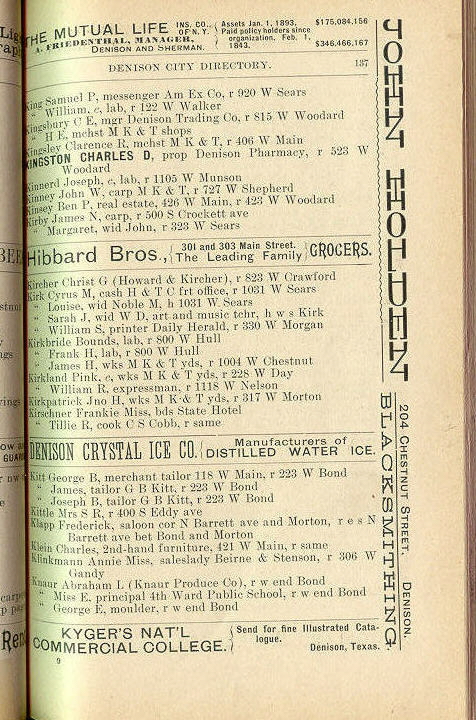 THE MUTUAL LIFE INS. CO., OF N. Y. Assets Jan. 1, 1893, $175,084,156
A. FRIEDENTHAL, MANAGER, DENISON AND SHERMAN. Paid policy holders since organization. Feb. 1, 1843, $346,466,167
DENISON CITY DIRECTORY. 137
King Samuel P, messenger Am Ex Co, r 920 W Sears
" William, c, lab, r 122 W Walker
Kingsbury C E, mgr Denison Trading Co, r 815 W Woodard
" H E, mchst M K & T shops
Kingsley Clarence R, mchst M K & T, r 406 W Main
KINGSTON CHARLES D, prop Denison Pharmacy, r 523 W
Woodard
Kinnerd Joseph, c, lab, r 1105 W Munson
Kinney John W, carp M K & T, r 727 W Shepherd
Kinsey Ben P, real estate, 426 W Main, r 423 W Woodard
Kirby James N, carp, r 500 S Crockett ave
" Margaret, wid John, r 323 W Sears
Hibbard Bros., 301 and 303 Main Street. The Leading Family GROCERS.
Kircher Christ G (Howard & Kircher), r 823 W Crawford
Kirk Cyrus M, cash H & T C frt office, r 1031 W Sears
" Louise, wid Noble M, h 1031 W Sears
" Sarah J, wid W D, art and music tchr, h w s Kirk
" William S, printer Daily Herald, r 330 W Morgan
Kirkbride Bounds, lab, r 800 W Hull
" Frank H, lab, r 800 W Hull
" James H, wks M K & T yds, r 1004 W Chestnut
Kirkland Pink, c, wks M K & T yds, r 228 W Day
" William R, expressman, r 1118 W Nelson
Kirkpatrick Jno H, wks M K & T yds, r 317 W Morton
Kirschner Frankie Miss, bds State Hotel
" Tillie R, cook C S Cobb, r same
DENISON CRYSTAL ICE CO. Manufacturers of DISTILLED WATER ICE.
Kitt George B, merchant tailor 118 W Main, r 223 W Bond
" James, tailor G B Kitt, r 223 W Bond
" Joseph B, tailor G B Kitt, r 223 W Bond
Kittle Mrs S R, r 400 S Eddy ave
Klapp Frederick, saloon cor N Barrett ave and Morton, r e s N
Barrett ave bet Bond and Morton
Klein Charles, 2nd-hand furniture, 421 W Main, r same
Klinkmann Annie Miss, saleslady Beirne & Stenson, r 306 W
Gandy
Knaur Abraham L (Knaur Produce Co), r w end Bond
" Miss E, principal 4th Ward Public School, r w end Bond
" George E, moulder, r w end Bond
KYGER'S NAT'L COMMERCIAL COLLEGE. Send for fine Illustrated Catalogue. Denison, Texas.
9
JOHN HOLDEN
BLACKSMITHING,
204 CHESTNUT STREET. DENISON.